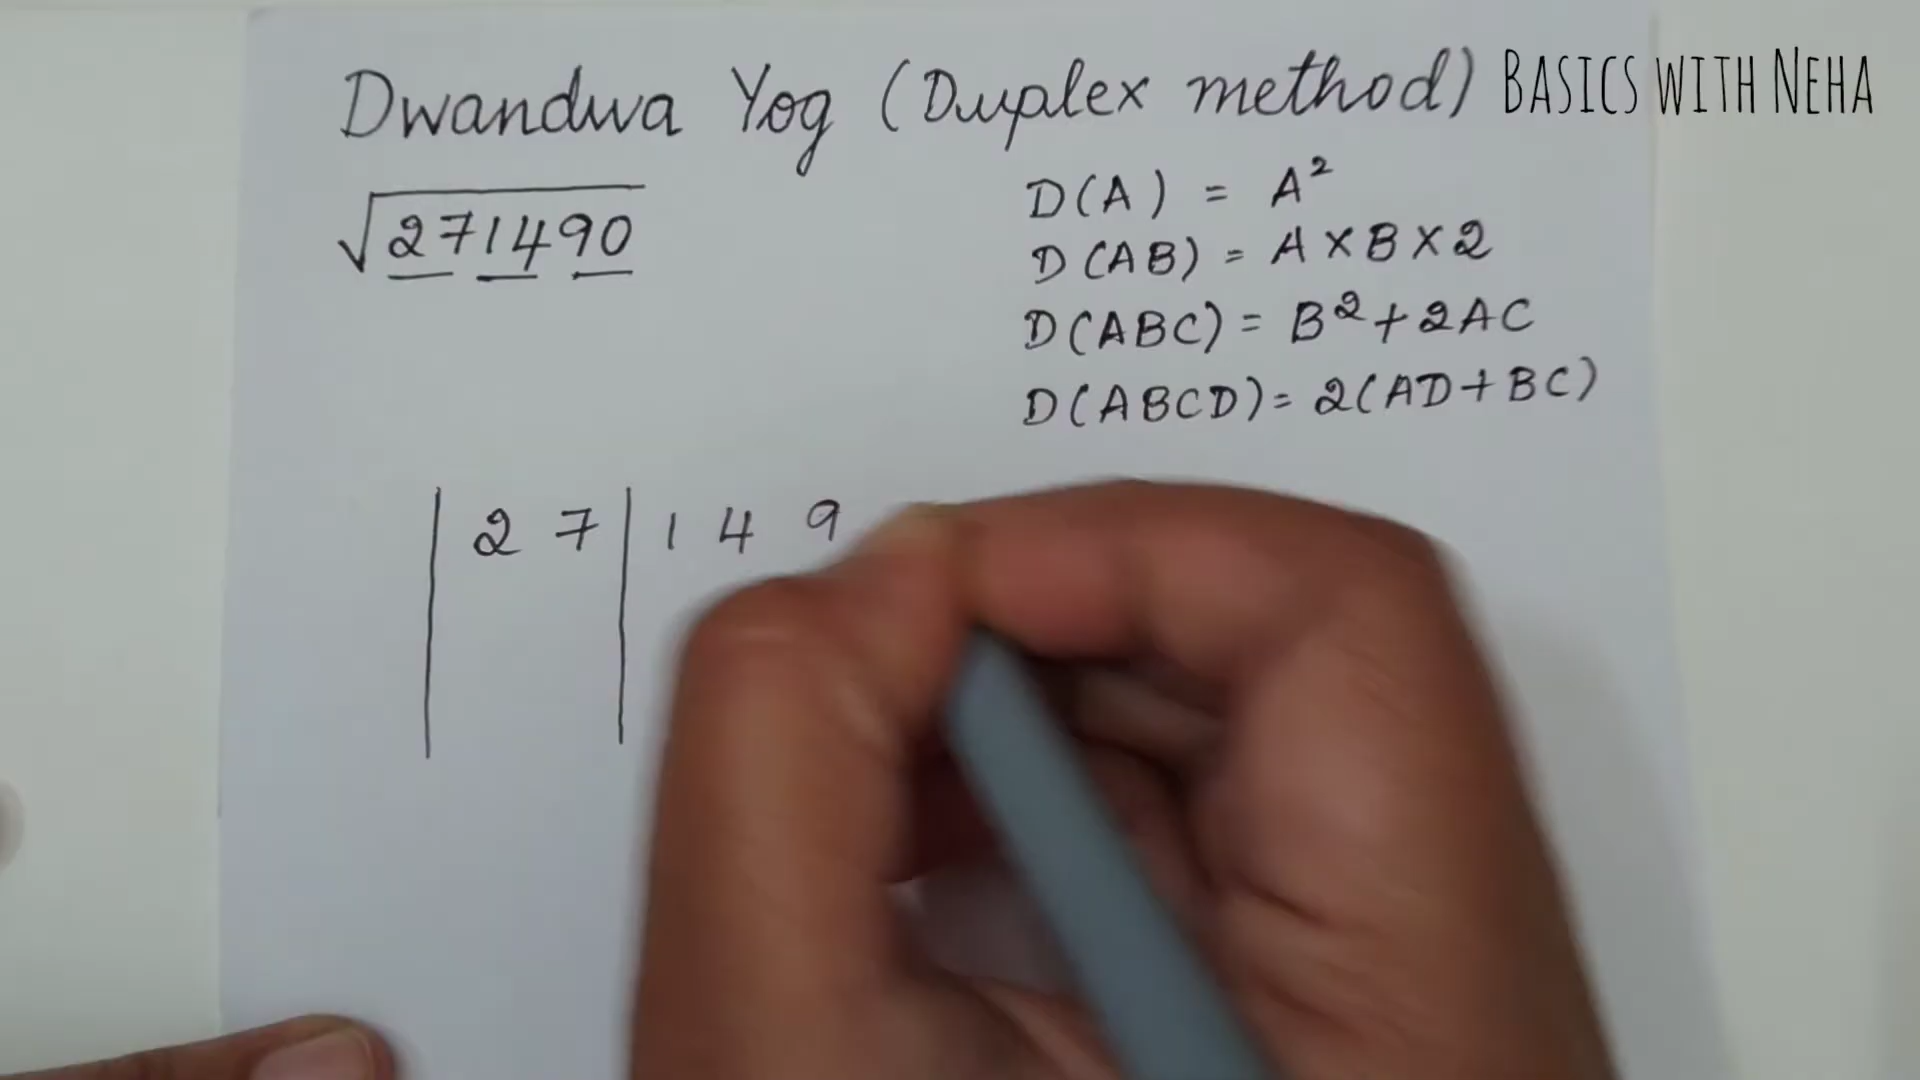 Dwandwa Yog (Duplex method)
BASICS WITH NEHA
√271490
D(A) = A²
D(AB) = A×B×2
D(ABC) = B²+2AC
D(ABCD) = 2(AD+BC)
| 2 7 | 1 4 9